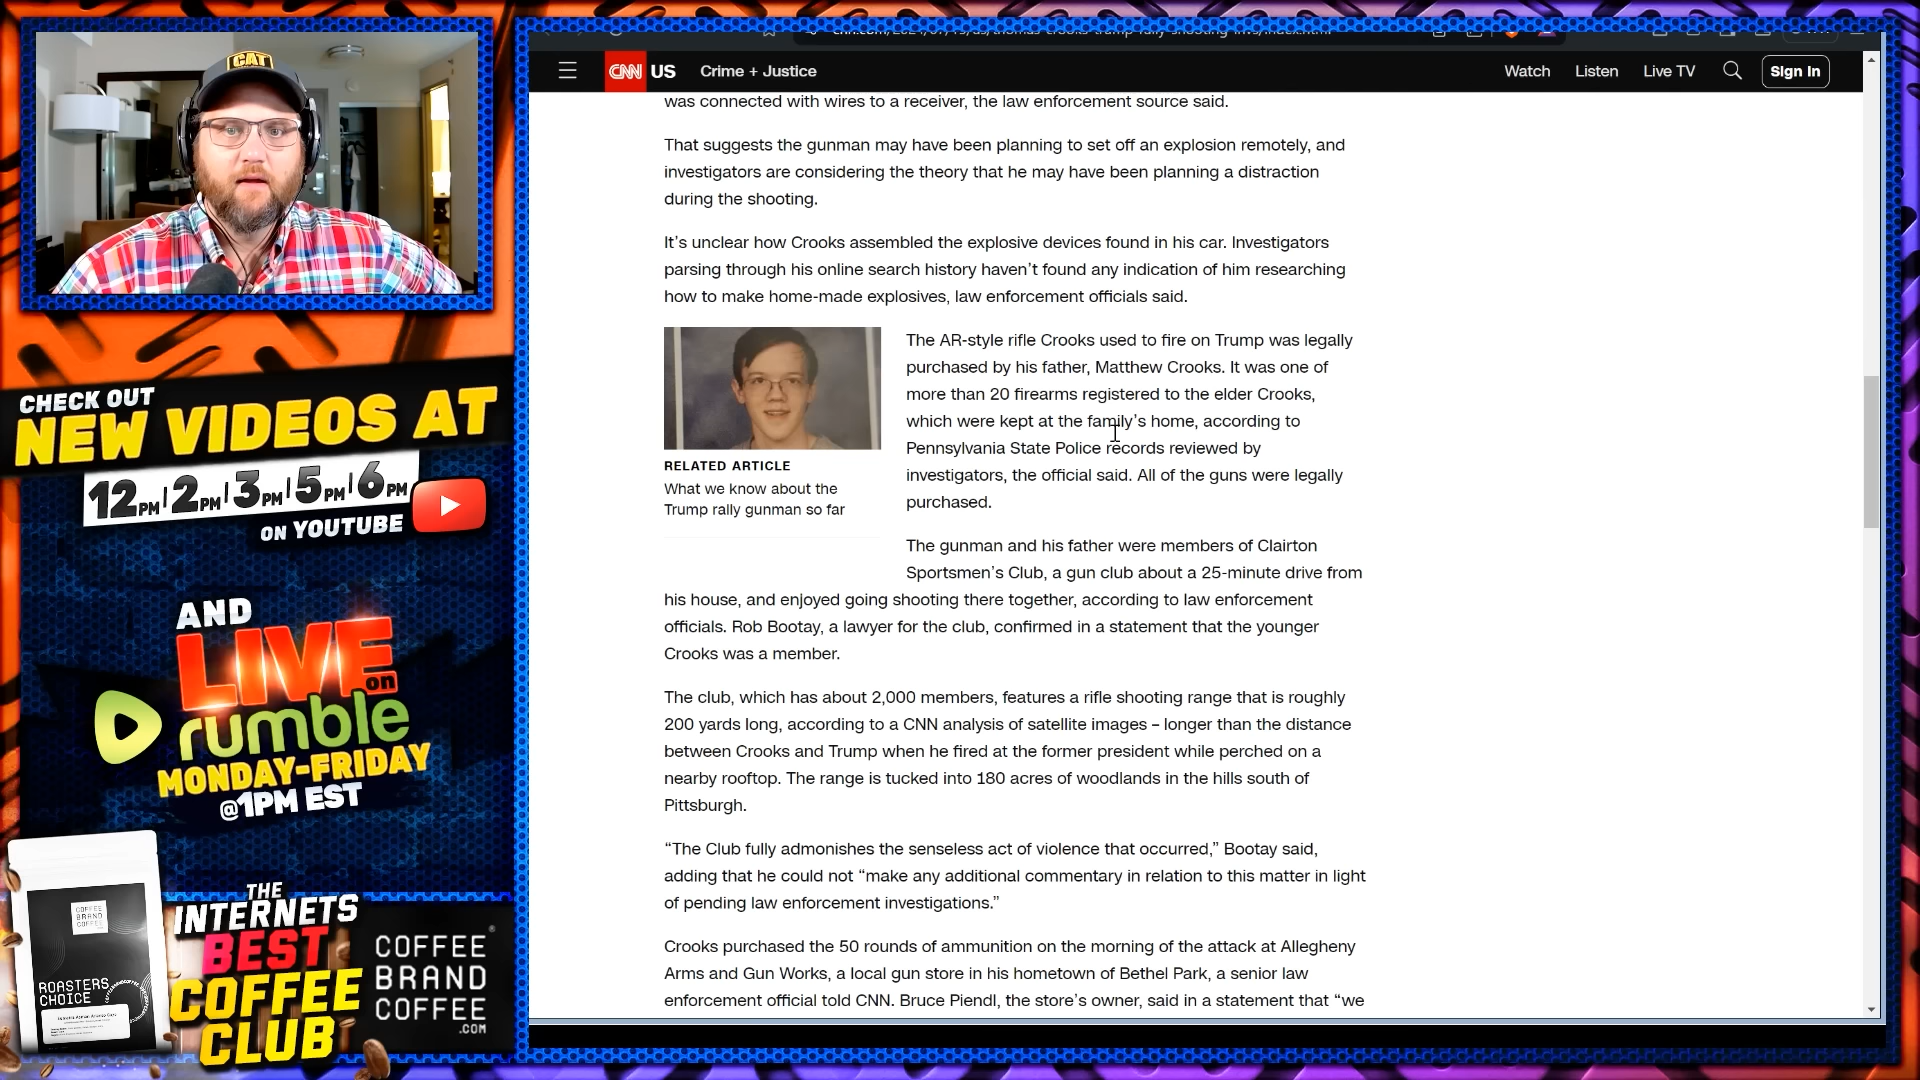 CAT
CHECK OUT
NEW VIDEOS AT
12PM | 2PM | 3PM | 5PM | 6PM
ON YOUTUBE
AND
LIVE
on
rumble
MONDAY-FRIDAY
@1PM EST
COFFEE
BRAND
COFFEE
ROASTERS
CHOICE
THE
INTERNETS
BEST
COFFEE
CLUB
COFFEE
BRAND
COFFEE
.COM
CNN US Crime + Justice Watch Listen Live TV Sign in
was connected with wires to a receiver, the law enforcement source said.
That suggests the gunman may have been planning to set off an explosion remotely, and
investigators are considering the theory that he may have been planning a distraction
during the shooting.
It’s unclear how Crooks assembled the explosive devices found in his car. Investigators
parsing through his online search history haven’t found any indication of him researching
how to make home-made explosives, law enforcement officials said.
RELATED ARTICLE
What we know about the
Trump rally gunman so far
The AR-style rifle Crooks used to fire on Trump was legally
purchased by his father, Matthew Crooks. It was one of
more than 20 firearms registered to the elder Crooks,
which were kept at the family’s home, according to
Pennsylvania State Police records reviewed by
investigators, the official said. All of the guns were legally
purchased.
The gunman and his father were members of Clairton
Sportsmen’s Club, a gun club about a 25-minute drive from
his house, and enjoyed going shooting there together, according to law enforcement
officials. Rob Bootay, a lawyer for the club, confirmed in a statement that the younger
Crooks was a member.
The club, which has about 2,000 members, features a rifle shooting range that is roughly
200 yards long, according to a CNN analysis of satellite images – longer than the distance
between Crooks and Trump when he fired at the former president while perched on a
nearby rooftop. The range is tucked into 180 acres of woodlands in the hills south of
Pittsburgh.
“The Club fully admonishes the senseless act of violence that occurred,” Bootay said,
adding that he could not “make any additional commentary in relation to this matter in light
of pending law enforcement investigations.”
Crooks purchased the 50 rounds of ammunition on the morning of the attack at Allegheny
Arms and Gun Works, a local gun store in his hometown of Bethel Park, a senior law
enforcement official told CNN. Bruce Piendl, the store’s owner, said in a statement that “we